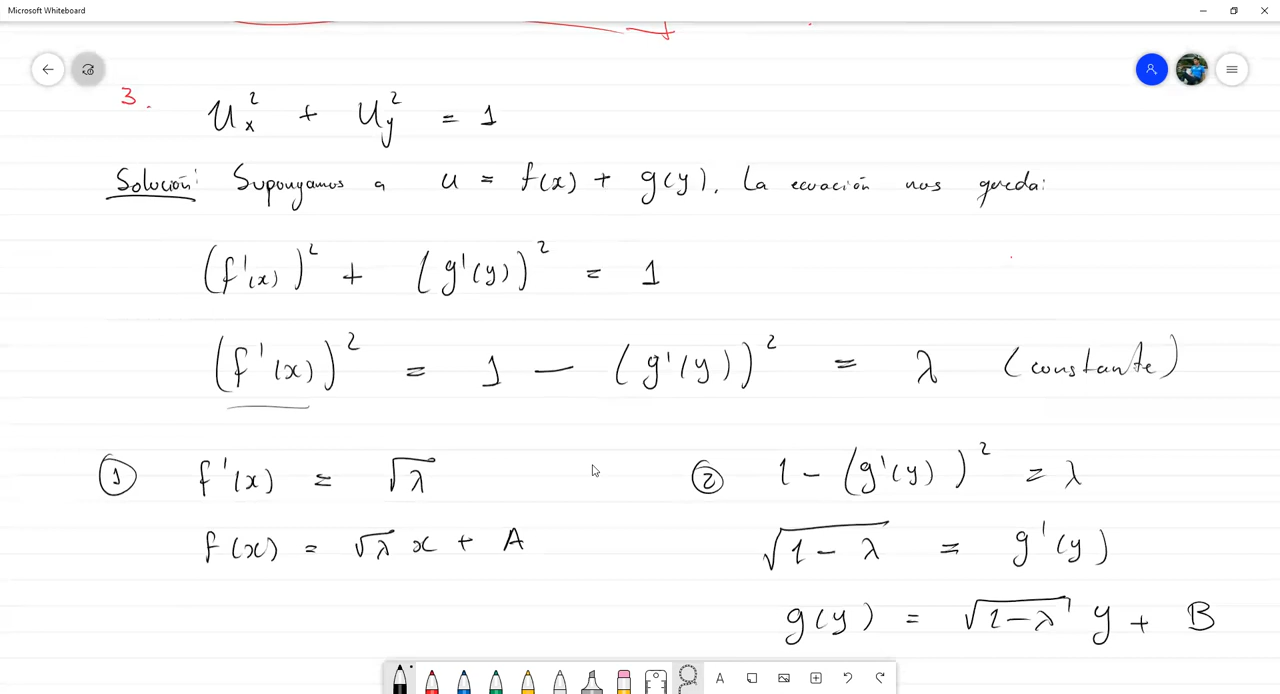 Microsoft Whiteboard
3. u_x^2 + u_y^2 = 1
Solución: Supongamos a u = f(x) + g(y). La ecuación nos queda:
(f'(x))^2 + (g'(y))^2 = 1
(f'(x))^2 = 1 — (g'(y))^2 = λ (constante)
① f'(x) = √λ
② 1 - (g'(y))^2 = λ
f(x) = √λ x + A
√(1 - λ) = g'(y)
g(y) = √(1-λ) y + B
A